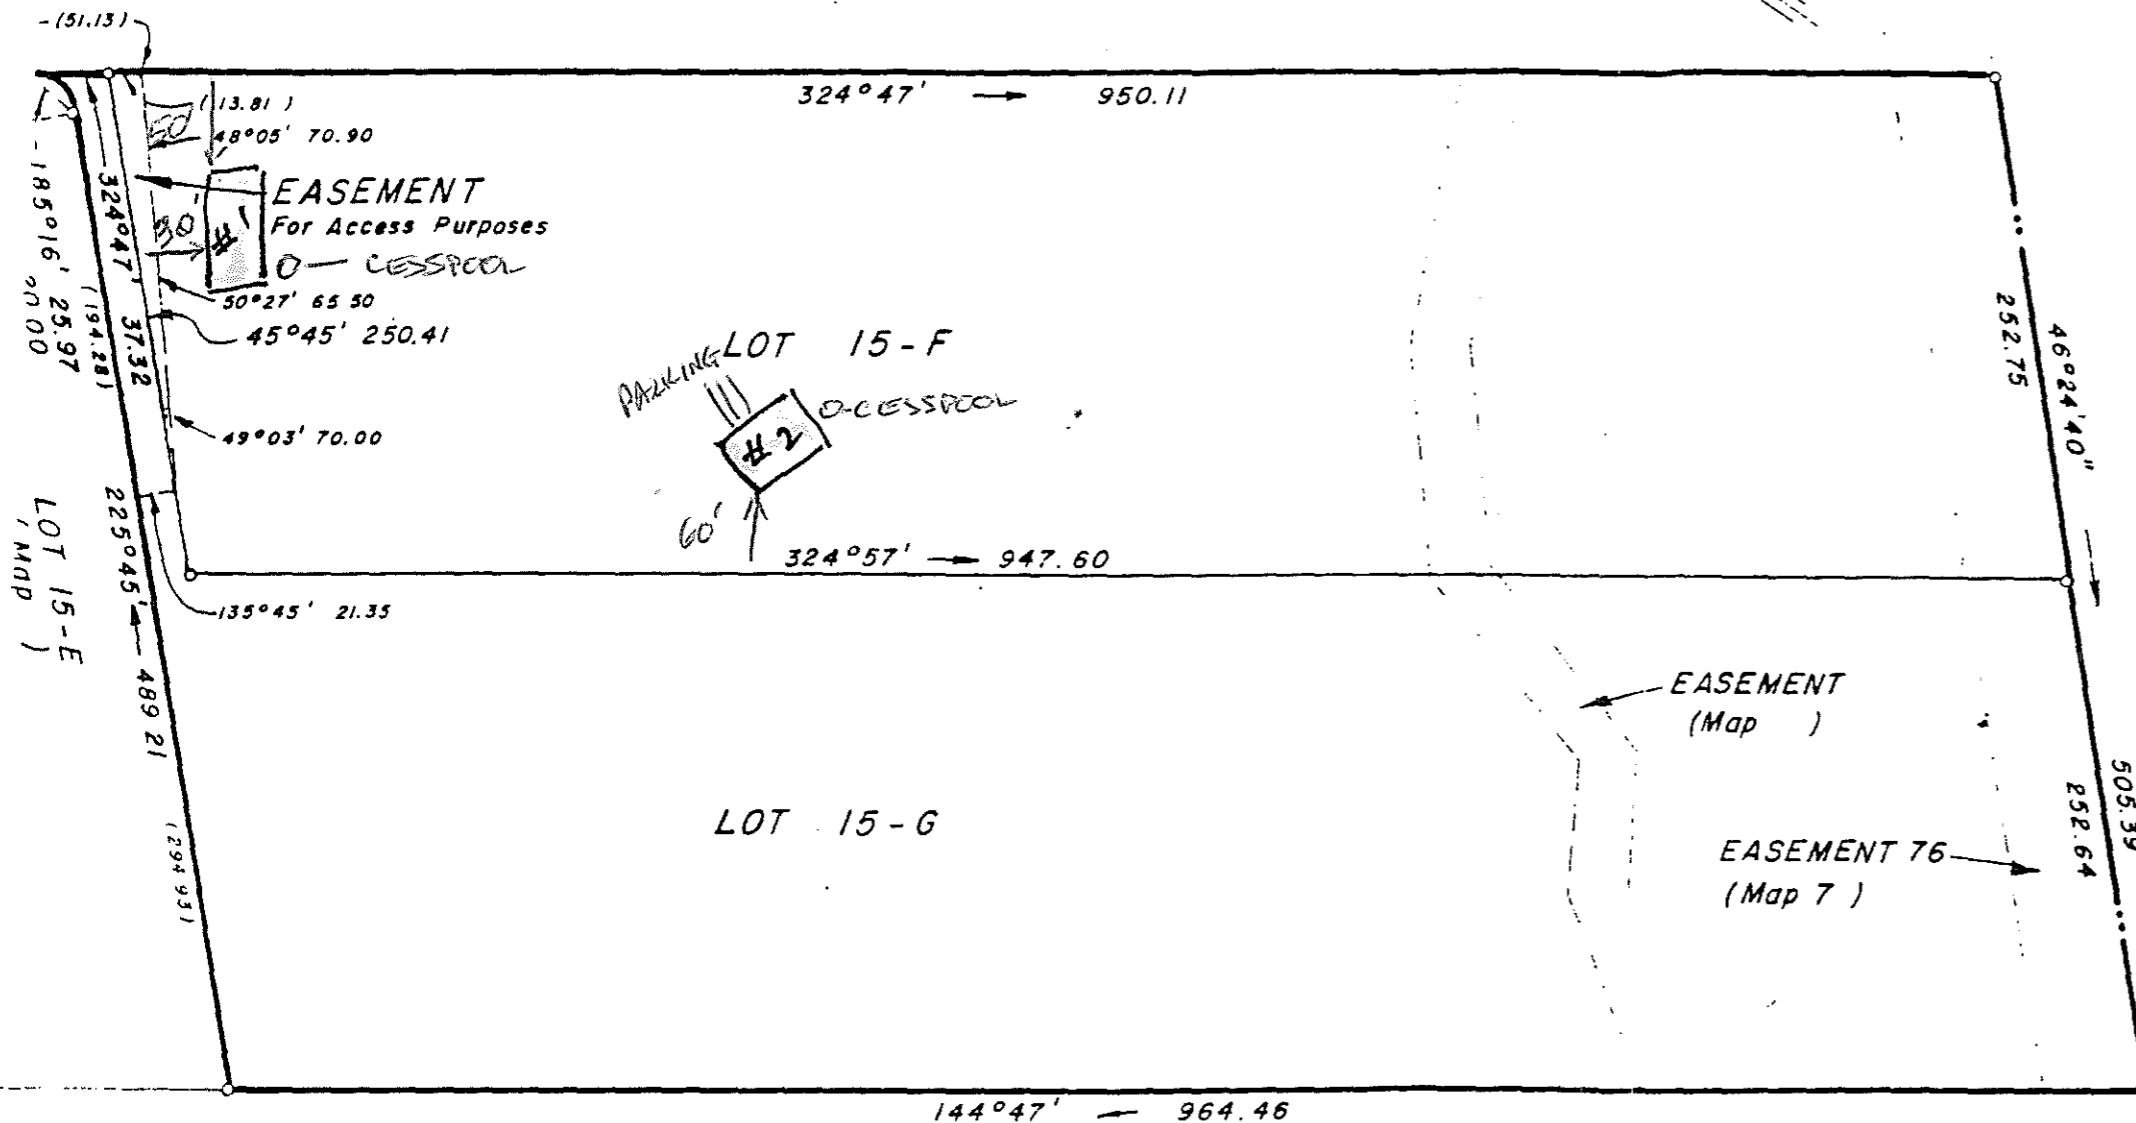 -(51.13)
324°47' 950.11
(13.81)
50'
48°05' 70.90
EASEMENT
For Access Purposes
30'
#1
O— CESSPOOL
50°27' 65 50
45°45' 250.41
49°03' 70.00
135°45' 21.35
185°16' 25.97
20 00
(194.28)
324°47' 37.32
225°45' 489 21
(294 93)
LOT 15-E
(Map )
LOT 15-F
PARKING
#2
O-CESSPOOL
60'
324°57' 947.60
252.75
46°24'40"
EASEMENT
(Map )
LOT 15-G
EASEMENT 76
(Map 7 )
252.64
505.39
144°47' 964.46